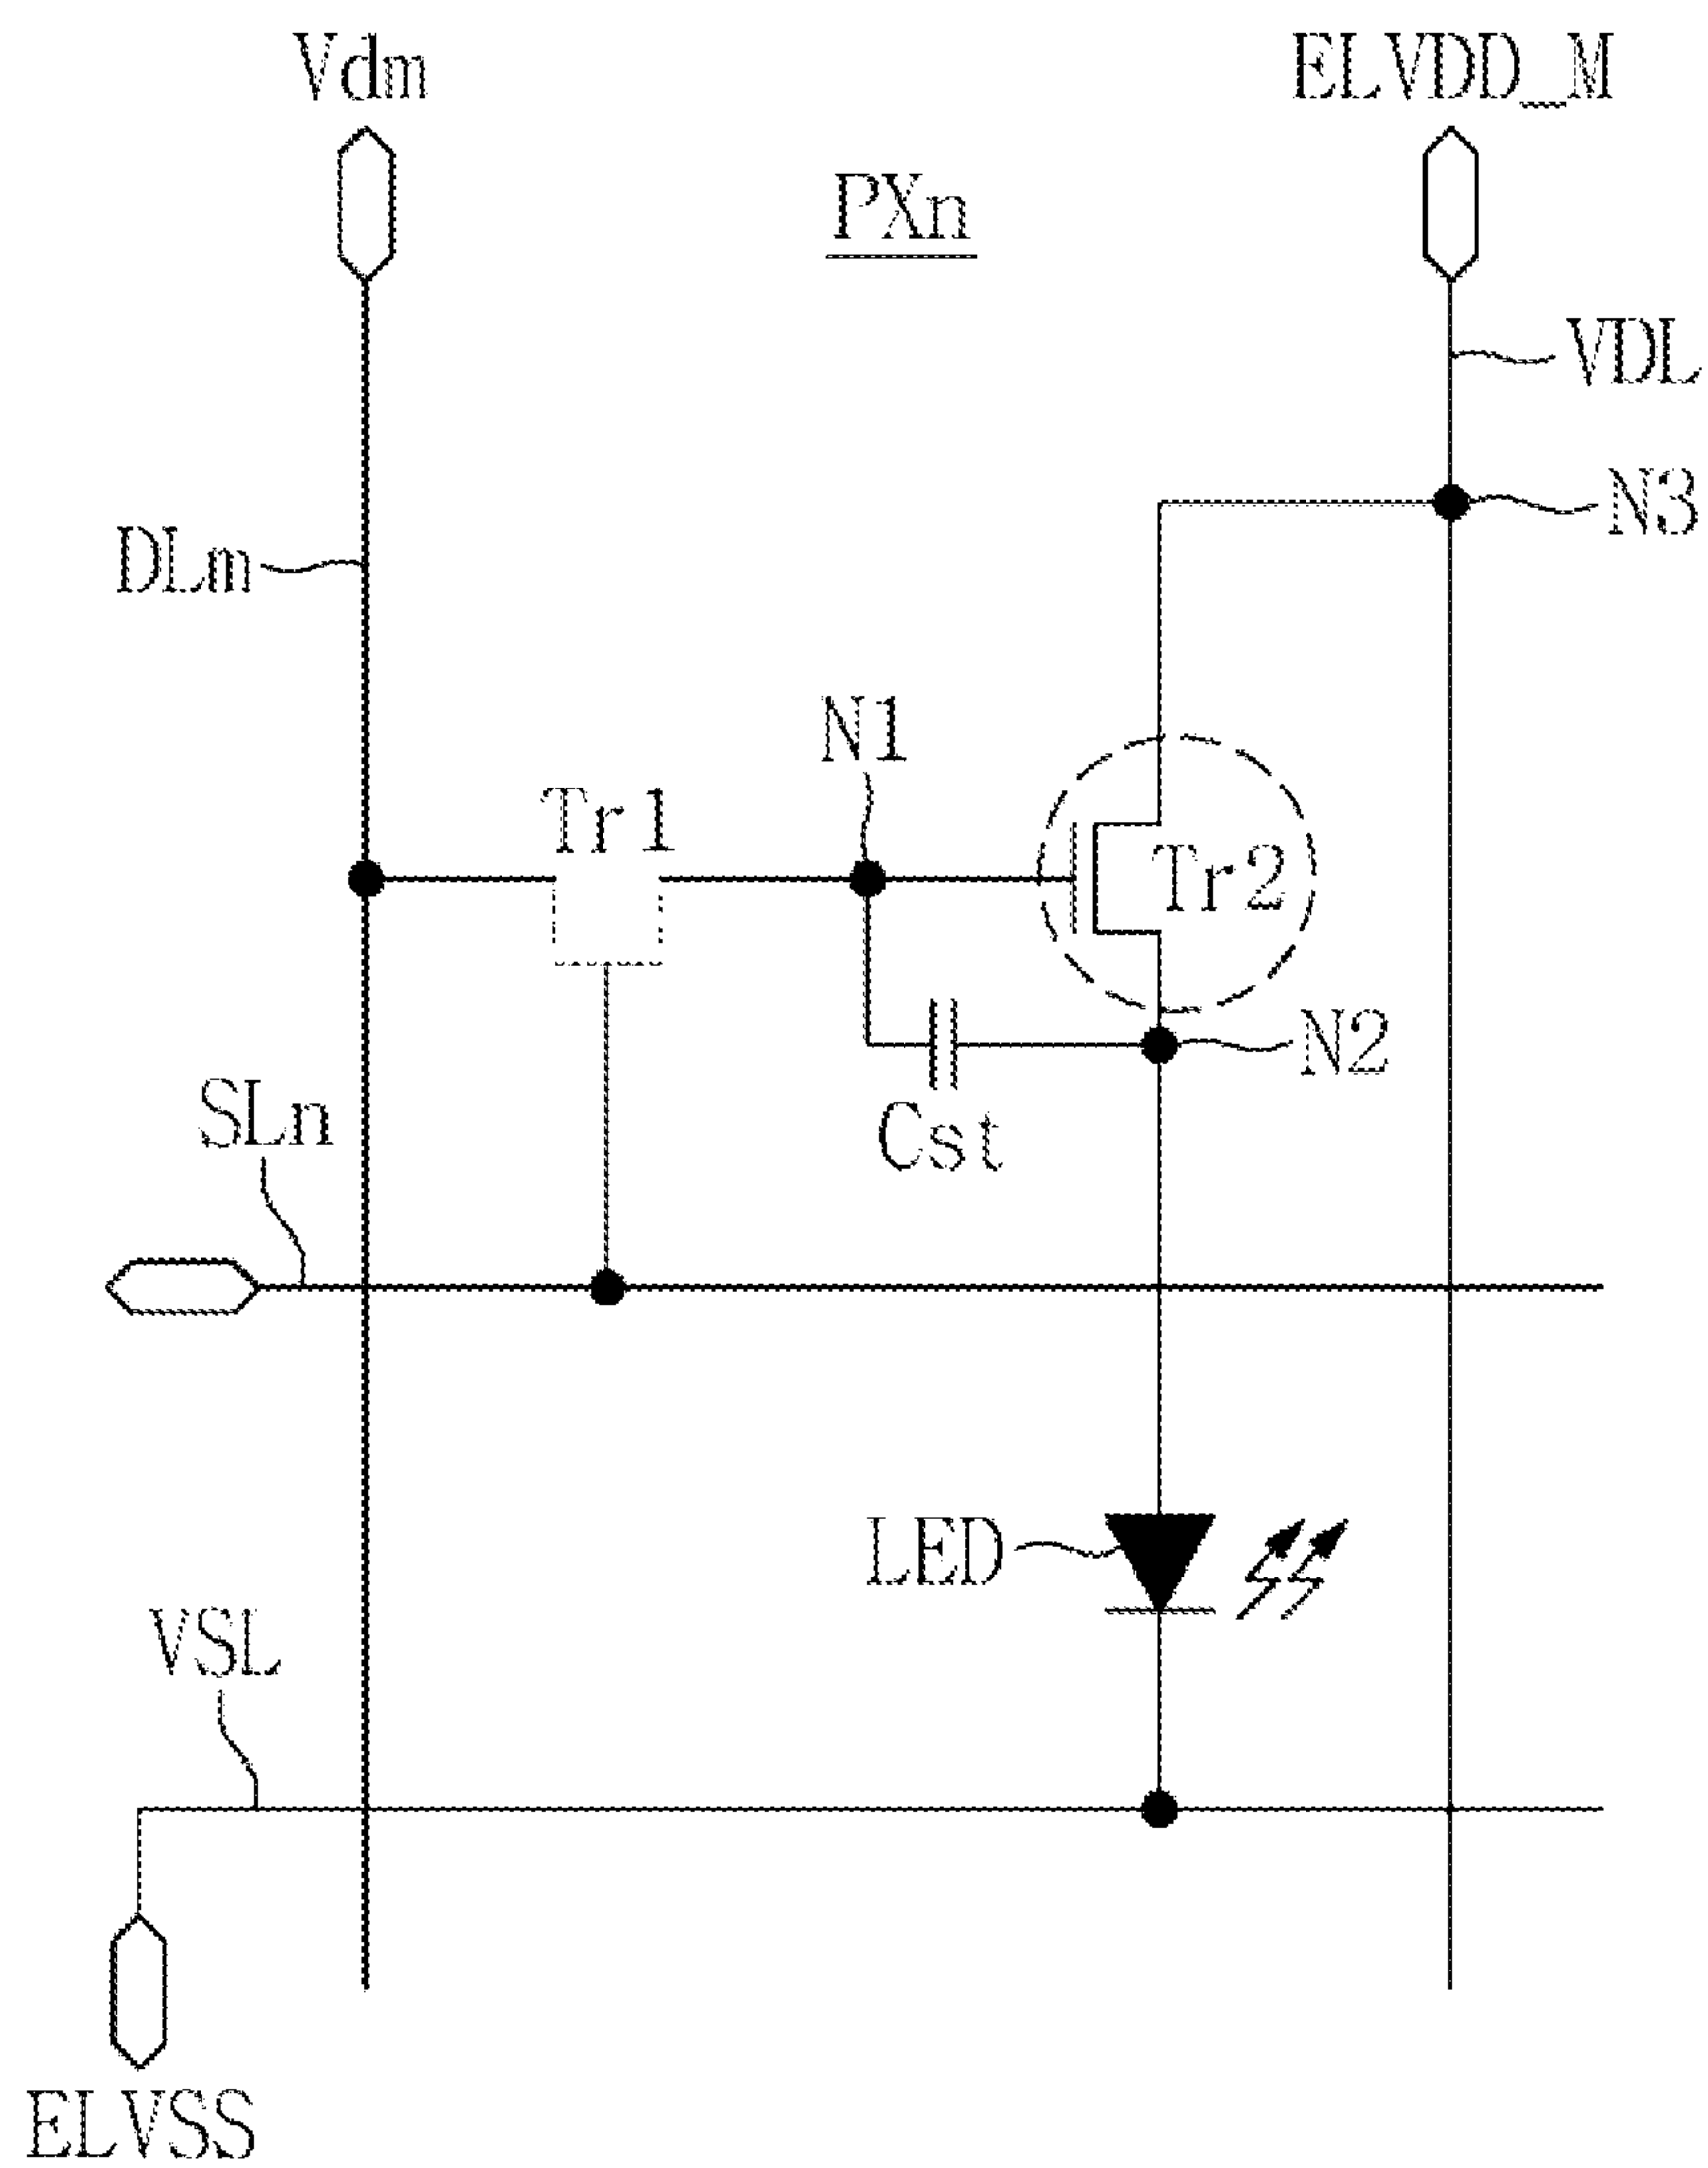 Vdm
ELVDD_M
PXn
VDL
N3
DLm
N1
Tr1
Tr2
N2
SLn
Cst
LED
VSL
ELVSS